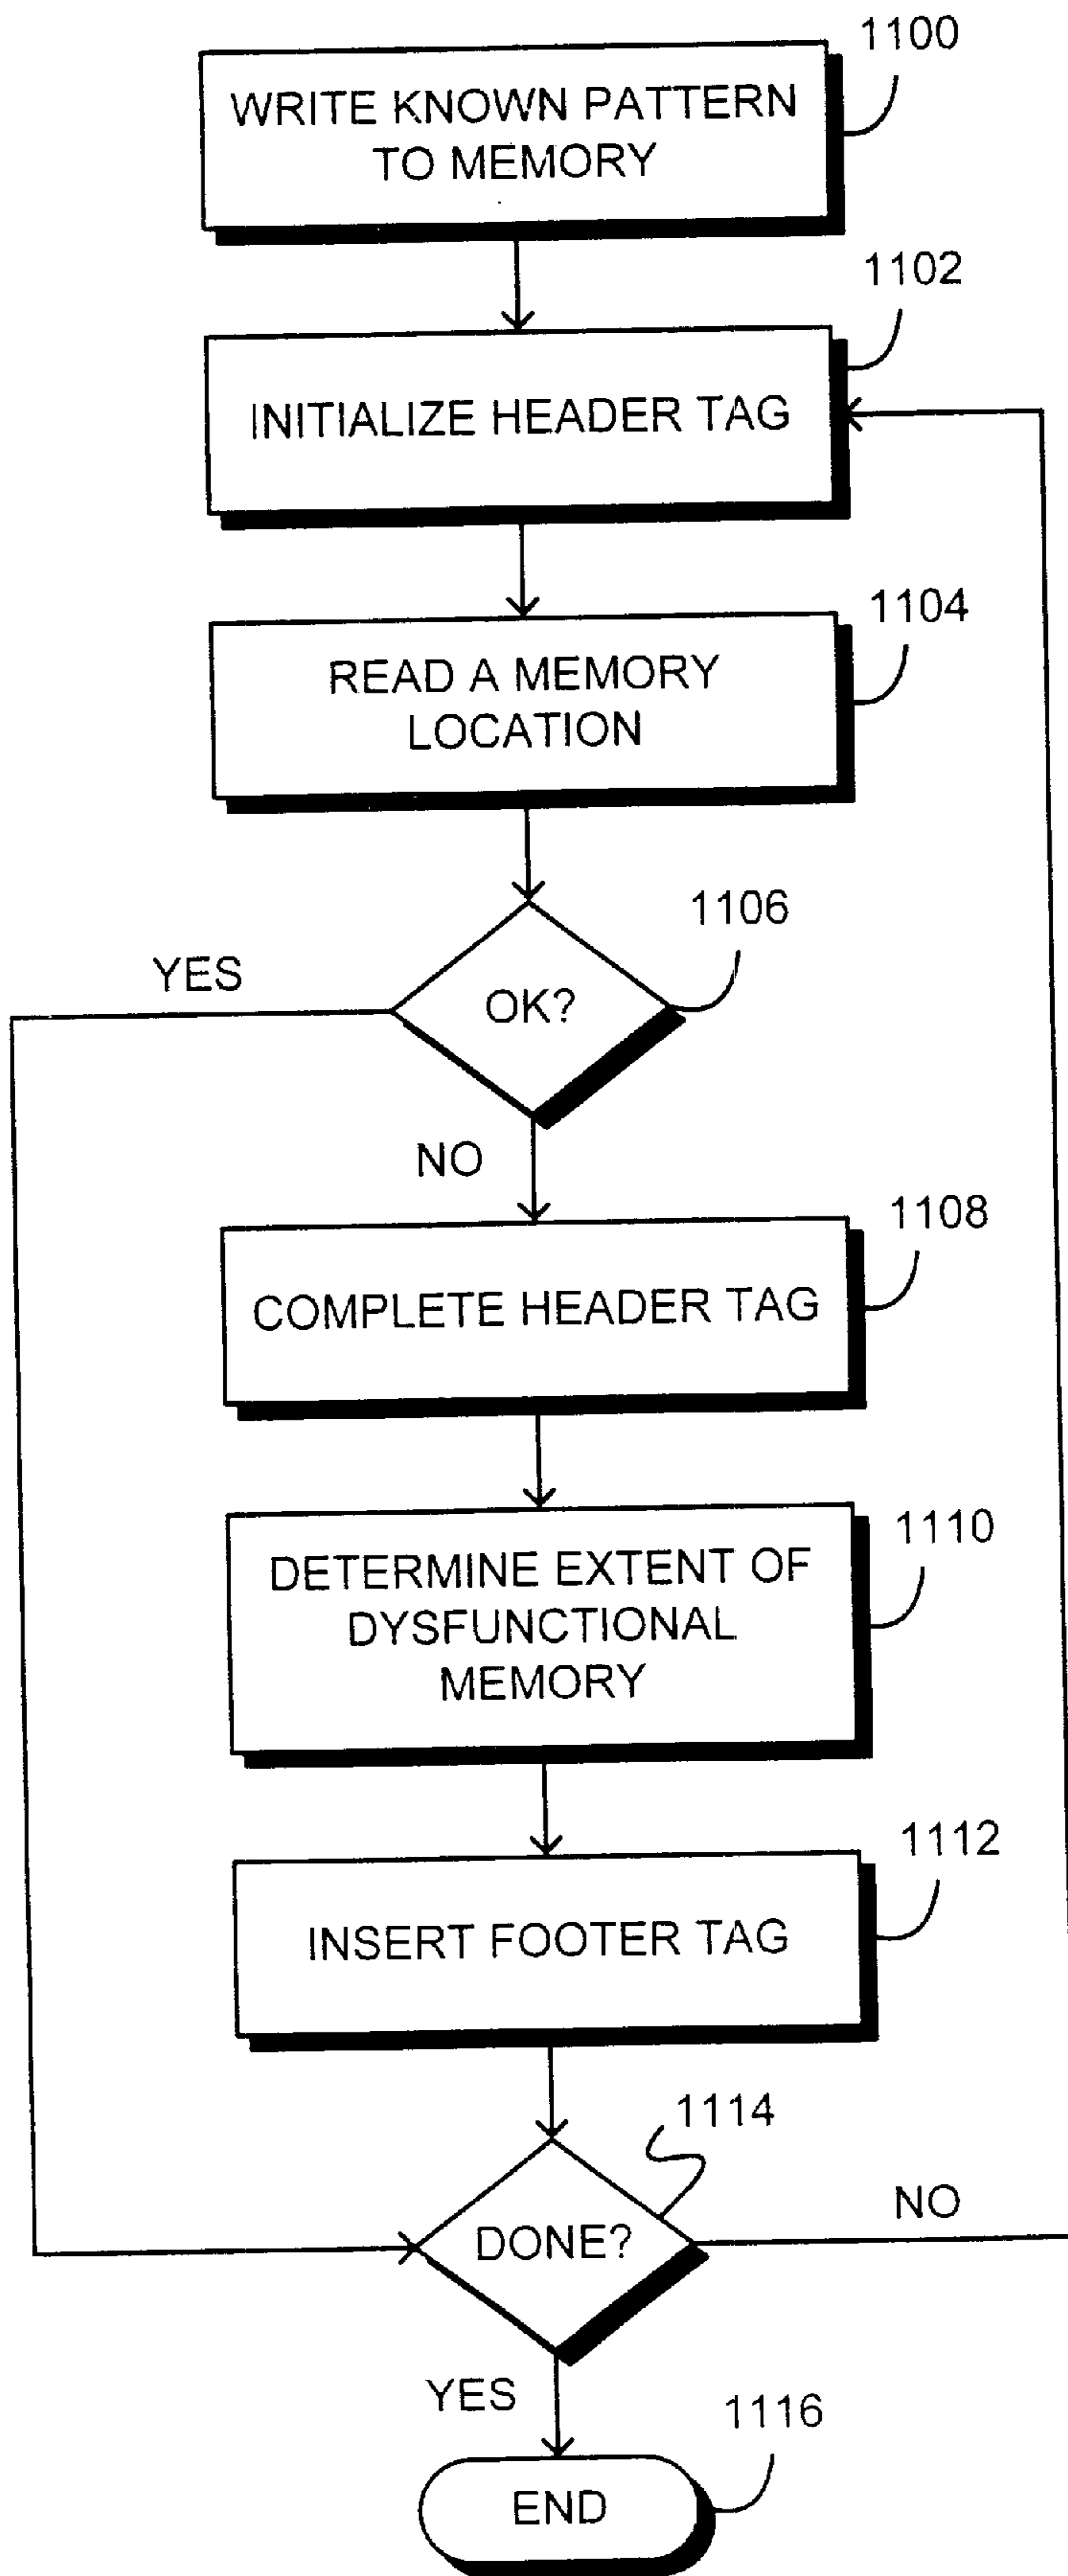 1100
WRITE KNOWN PATTERN
TO MEMORY
1102
INITIALIZE HEADER TAG
1104
READ A MEMORY
LOCATION
1106
YES
OK?
NO
1108
COMPLETE HEADER TAG
1110
DETERMINE EXTENT OF
DYSFUNCTIONAL
MEMORY
1112
INSERT FOOTER TAG
1114
NO
DONE?
YES
1116
END